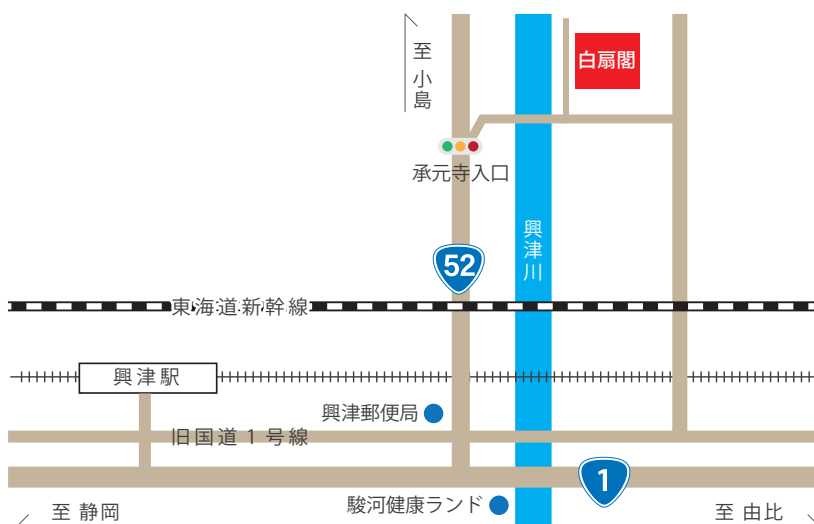 至 小島
白扇閣
承元寺入口
興津川
52
東海道新幹線
興津駅
興津郵便局
旧国道1号線
1
駿河健康ランド
至 静岡
至 由比